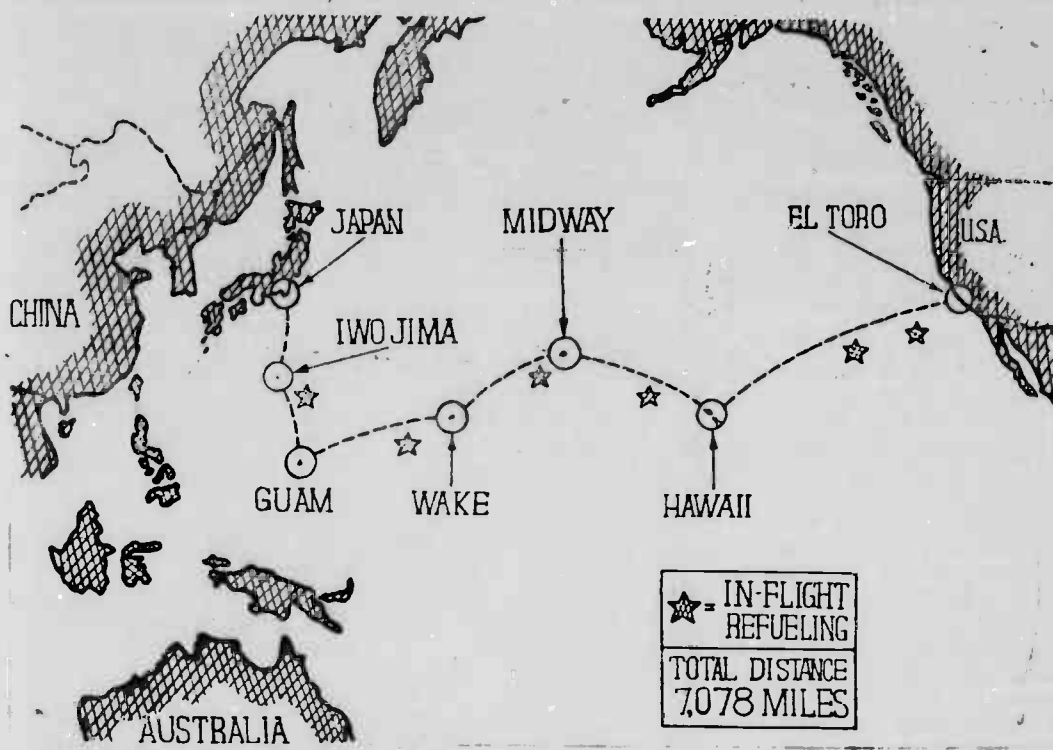 JAPAN
MIDWAY
EL TORO
U.S.A.
CHINA
IWO JIMA
GUAM
WAKE
HAWAII
= IN-FLIGHT
REFUELING
TOTAL DISTANCE
7,078 MILES
AUSTRALIA